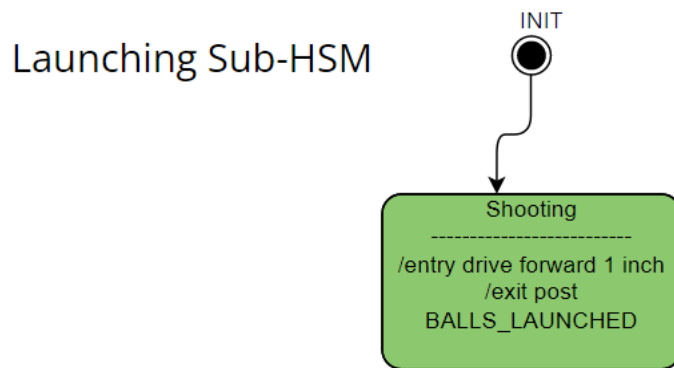 INIT
Launching Sub-HSM
Shooting
--------------------------
/entry drive forward 1 inch
/exit post
BALLS_LAUNCHED